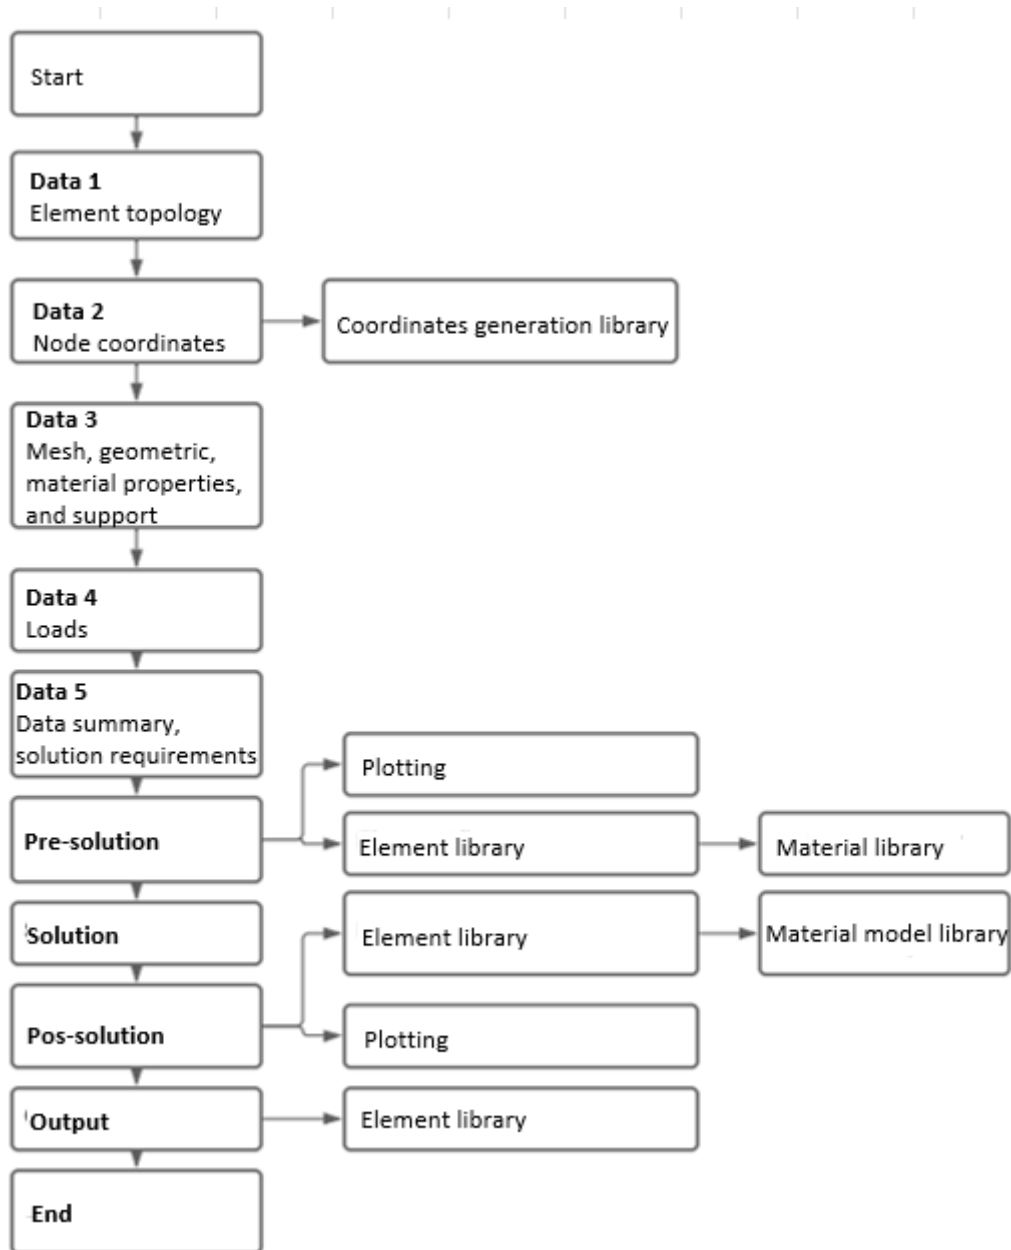 Start
Data 1
Element topology
Data 2
Node coordinates
Coordinates generation library
Data 3
Mesh, geometric,
material properties,
and support
Data 4
Loads
Data 5
Data summary,
solution requirements
Plotting
Pre-solution
Element library
Material library
Solution
Element library
Material model library
Pos-solution
Plotting
Output
Element library
End